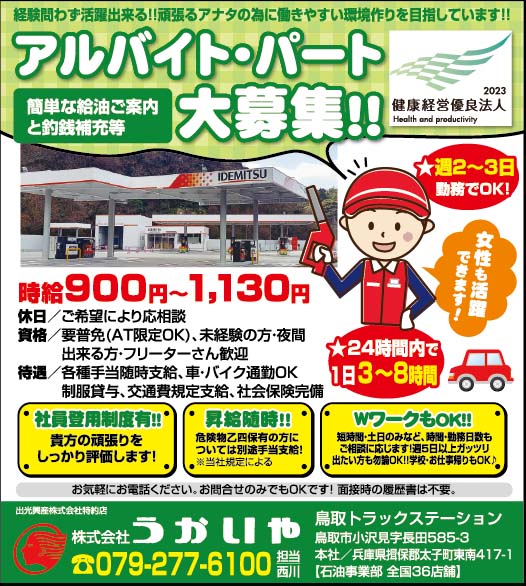 経験問わず活躍出来る!!頑張るアナタの為に働きやすい環境作りを目指しています!!
アルバイト・パート
簡単な給油ご案内
と釣銭補充等
大募集!!
2023
健康経営優良法人
Health and productivity
IDEMITSU
★週2〜3日
勤務でOK!
女性も活躍
できます!
時給900円〜1,130円
休日／ご希望により応相談
資格／要普免(AT限定OK)、未経験の方・夜間
出来る方・フリーターさん歓迎
待遇／各種手当随時支給、車・バイク通勤OK
制服貸与、交通費規定支給、社会保険完備
★24時間内で
1日3〜8時間
社員登用制度有!!
貴方の頑張りを
しっかり評価します!
昇給随時!!
危険物乙四保有の方に
ついては別途手当支給!
※当社規定による
WワークもOK!!
短時間・土日のみなど、時間・勤務日数も
ご相談に応じます!週5日以上ガッツリ
出たい方も勿論OK!!学校・お仕事帰りもOK♪
お気軽にお電話ください。お問合せのみでもOKです! 面接時の履歴書は不要。
出光興産株式会社特約店
株式会社うかいや
☎079-277-6100 担当 西川
鳥取トラックステーション
鳥取市小沢見字長田585-3
本社／兵庫県揖保郡太子町東南417-1
【石油事業部 全国36店舗】